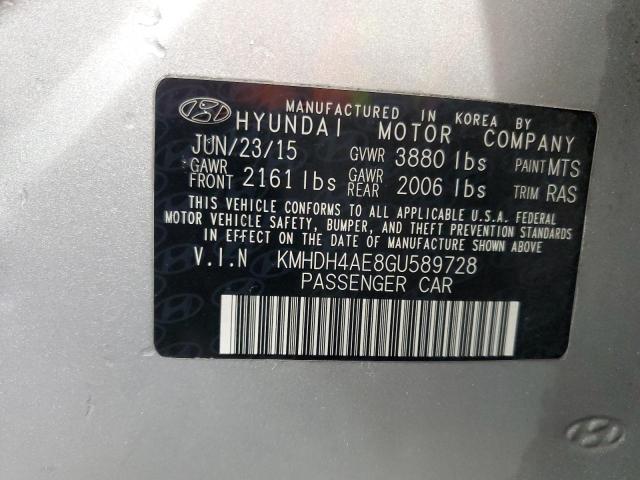 MANUFACTURED IN KOREA BY
HYUNDAI MOTOR COMPANY
JUN/23/15 GVWR 3880 lbs PAINT MTS
GAWR FRONT 2161 lbs GAWR REAR 2006 lbs TRIM RAS
THIS VEHICLE CONFORMS TO ALL APPLICABLE U.S.A. FEDERAL
MOTOR VEHICLE SAFETY, BUMPER, AND THEFT PREVENTION
STANDARDS IN EFFECT ON THE DATE OF MANUFACTURE SHOWN ABOVE
V.I.N KMHDH4AE8GU589728
PASSENGER CAR